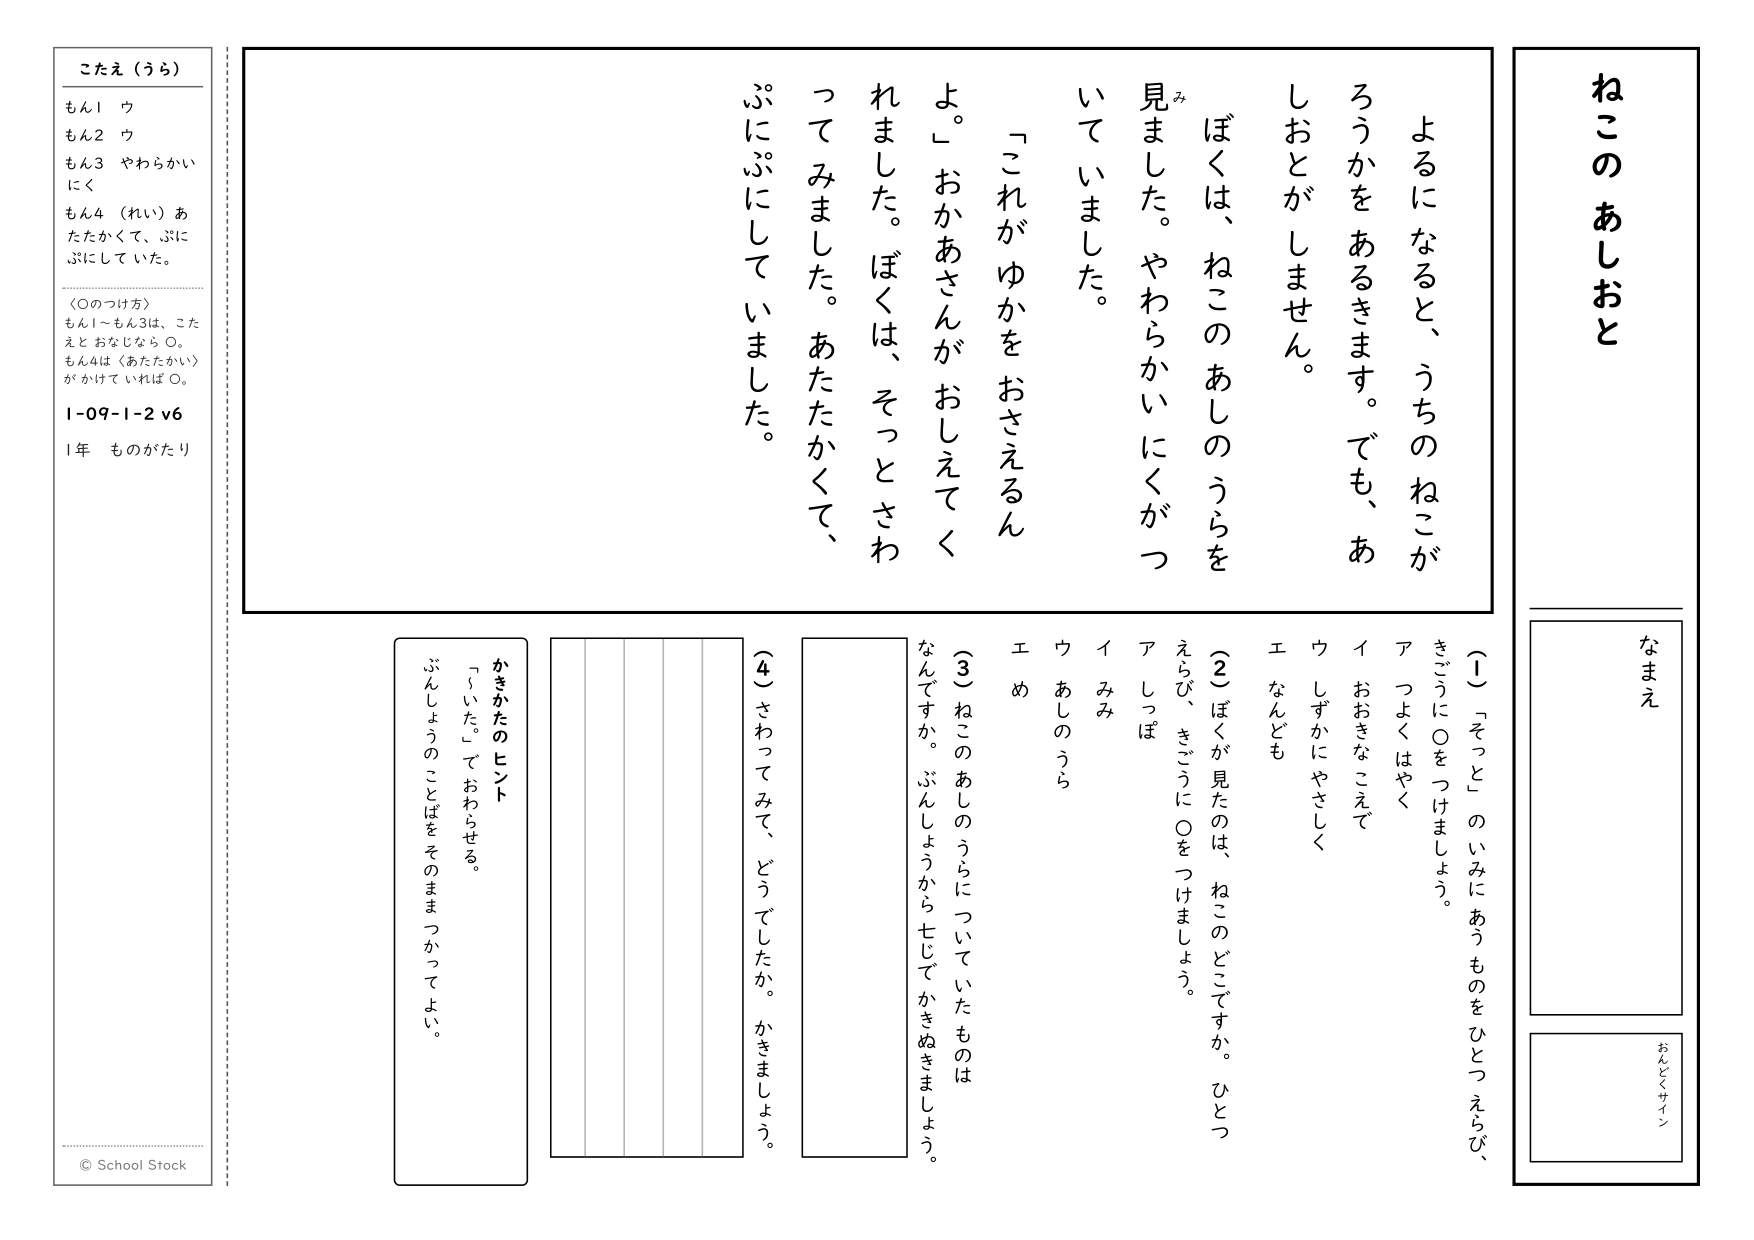 ねこの あしおと
なまえ
おんどくサイン
よるに なると、うちの ねこが
ろうかを あるきます。でも、あ
しおとが しません。
ぼくは、ねこの あしの うらを
見ました。やわらかい にくが つ
み
いて いました。
「これが ゆかを おさえるん
よ。」おかあさんが おしえて く
れました。ぼくは、そっと さわ
って みました。あたたかくて、
ぷにぷにして いました。
(1)「そっと」 の いみに あう ものを ひとつ えらび、
きごうに 〇を つけましょう。
ア つよく はやく
イ おおきな こえで
ウ しずかに やさしく
エ なんども
(2) ぼくが 見たのは、 ねこの どこですか。 ひとつ
えらび、 きごうに 〇を つけましょう。
ア しっぽ
イ みみ
ウ あしの うら
エ め
(3) ねこの あしの うらに ついて いた ものは
なんですか。 ぶんしょうから 七じで かきぬきましょう。
(4) さわって みて、 どう でしたか。 かきましょう。
かきかたの ヒント
「〜いた。」で おわらせる。
ぶんしょうの ことばを そのまま つかって よい。
こたえ(うら)
もん1 ウ
もん2 ウ
もん3 やわらかい
にく
もん4 (れい)あ
たたかくて、ぷに
ぷにして いた。
〈〇のつけ方〉
もん1〜もん3は、こた
えと おなじなら 〇。
もん4は〈あたたかい〉
が かけて いれば 〇。
1-09-1-2 v6
1年 ものがたり
© School Stock